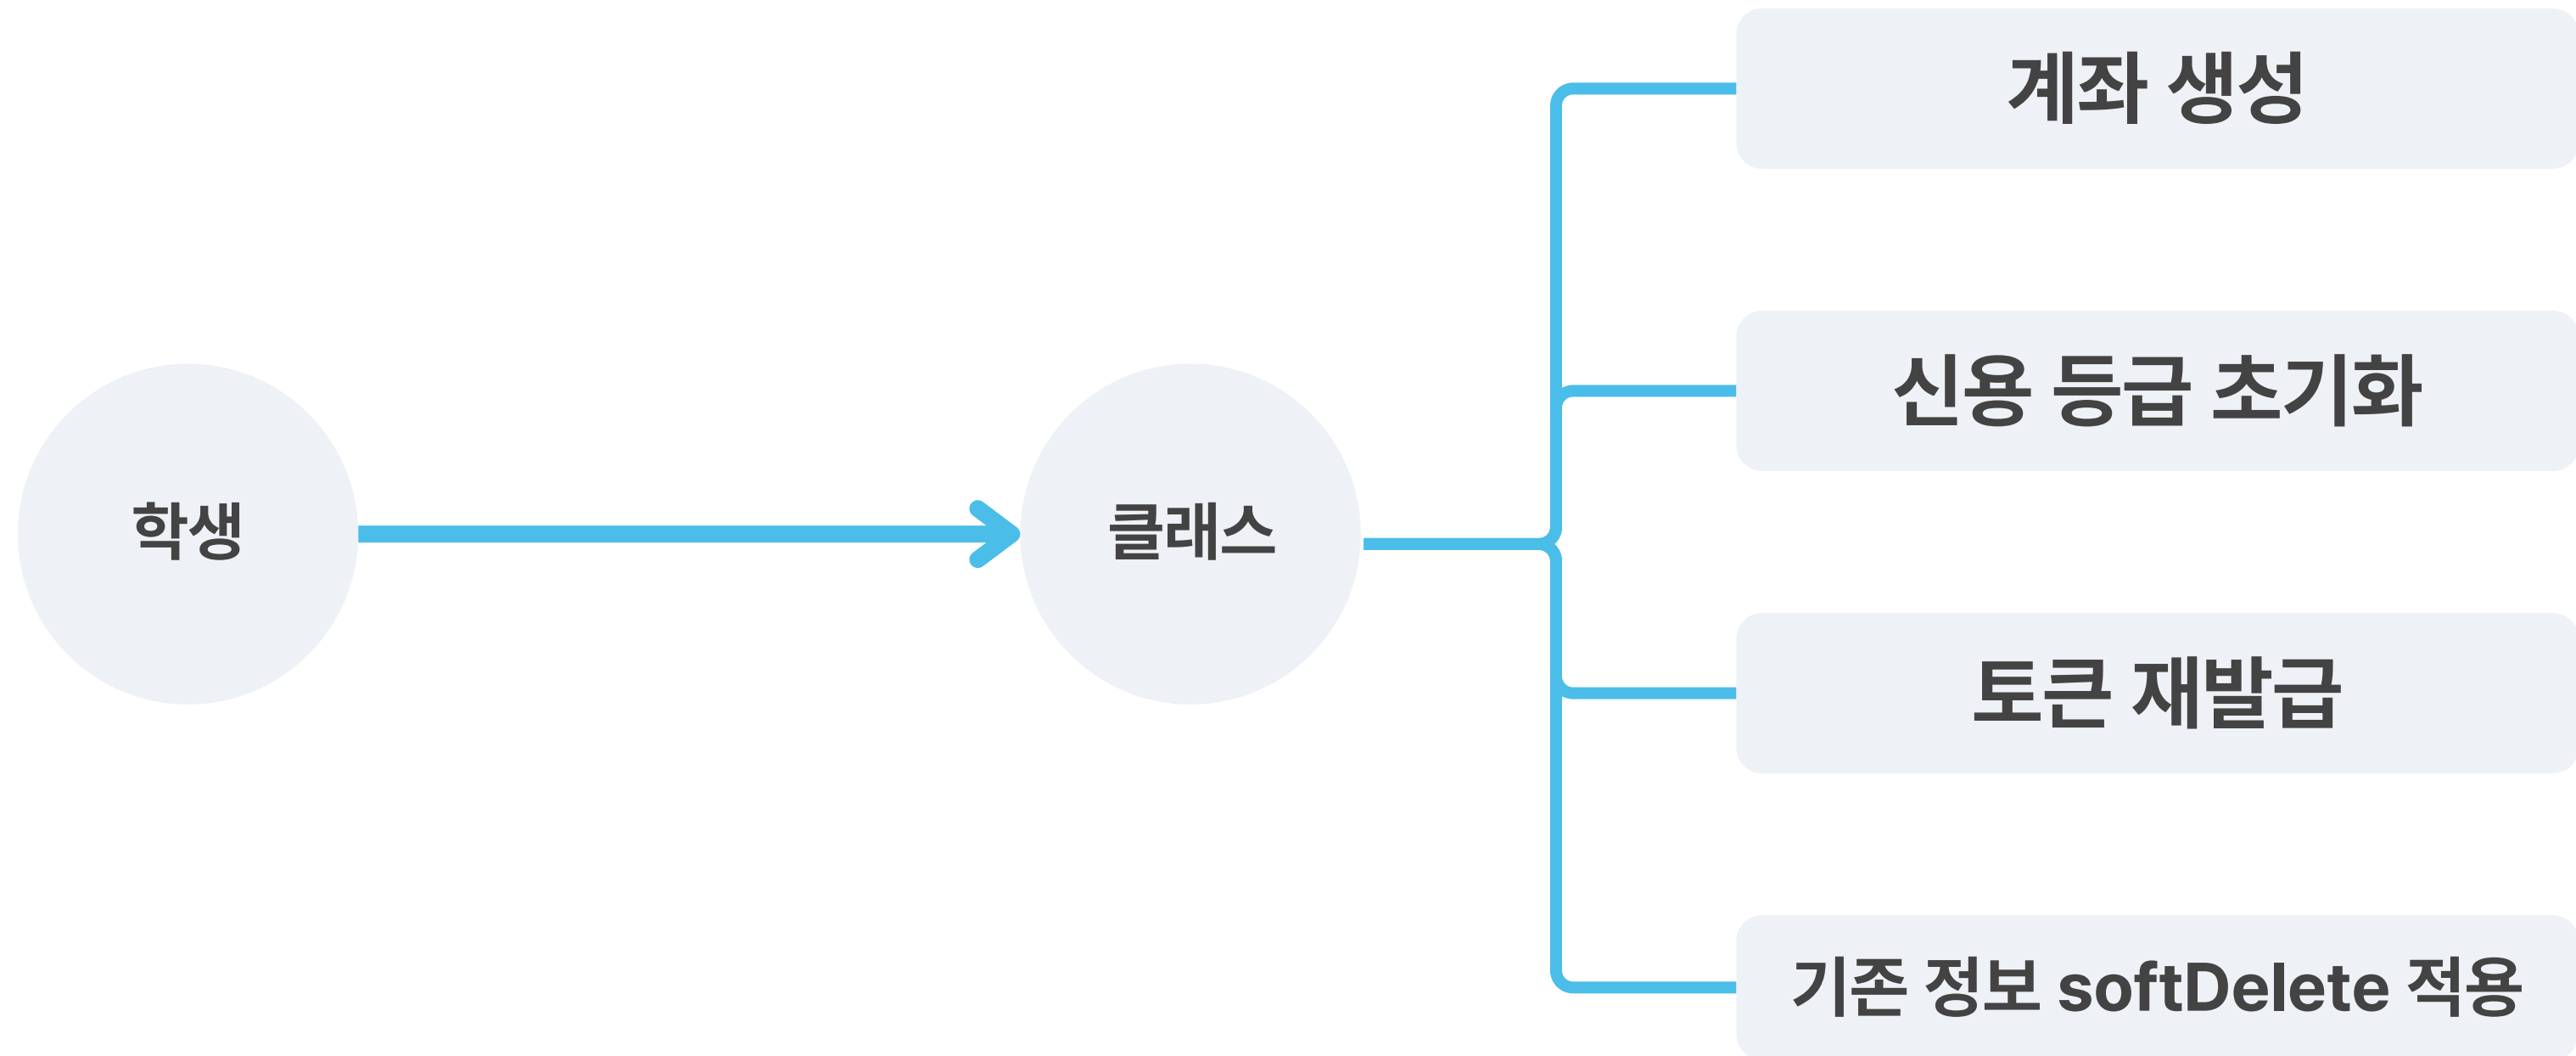 학생
클래스
계좌 생성
신용 등급 초기화
토큰 재발급
기존 정보 softDelete 적용